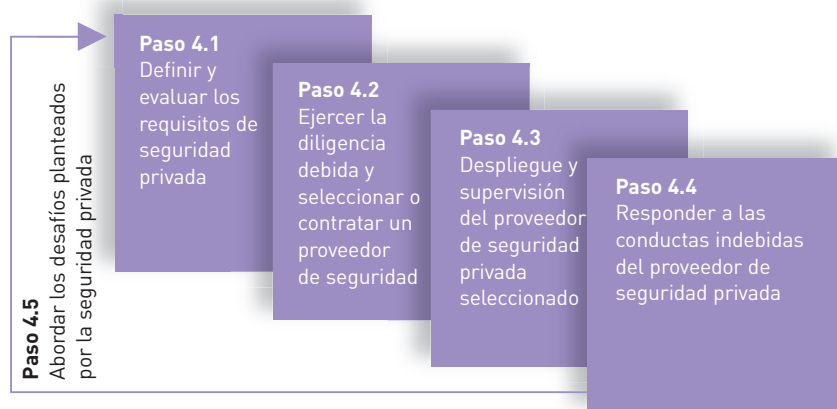 Paso 4.1
Definir y
evaluar los
requisitos de
seguridad
privada
Paso 4.2
Ejercer la
diligencia
debida y
seleccionar o
contratar un
proveedor
de seguridad
Paso 4.3
Despliegue y
supervisión
del proveedor
de seguridad
privada
seleccionado
Paso 4.4
Responder a las
conductas indebidas
del proveedor de
seguridad privada
Paso 4.5
Abordar los desafíos planteados
por la seguridad privada